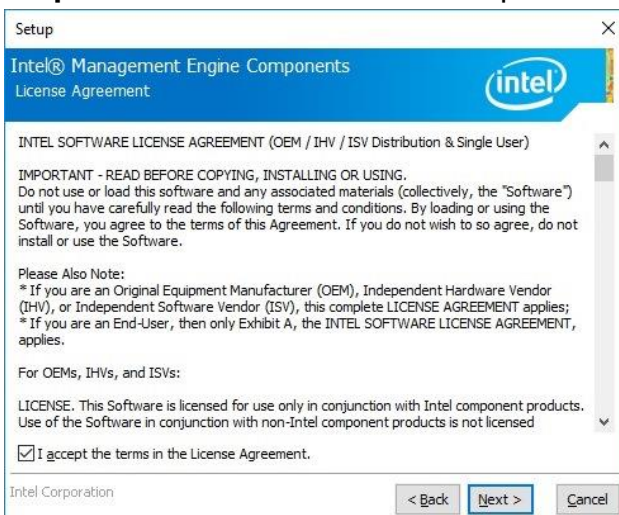 Setup
Intel® Management Engine Components
License Agreement
intel
INTEL SOFTWARE LICENSE AGREEMENT (OEM / IHV / ISV Distribution & Single User)
IMPORTANT - READ BEFORE COPYING, INSTALLING OR USING.
Do not use or load this software and any associated materials (collectively, the "Software")
until you have carefully read the following terms and conditions. By loading or using the
Software, you agree to the terms of this Agreement. If you do not wish to so agree, do not
install or use the Software.
Please Also Note:
* If you are an Original Equipment Manufacturer (OEM), Independent Hardware Vendor
(IHV), or Independent Software Vendor (ISV), this complete LICENSE AGREEMENT applies;
* If you are an End-User, then only Exhibit A, the INTEL SOFTWARE LICENSE AGREEMENT,
applies.
For OEMs, IHVs, and ISVs:
LICENSE. This Software is licensed for use only in conjunction with Intel component products.
Use of the Software in conjunction with non-Intel component products is not licensed
I accept the terms in the License Agreement.
Intel Corporation
< Back
Next >
Cancel